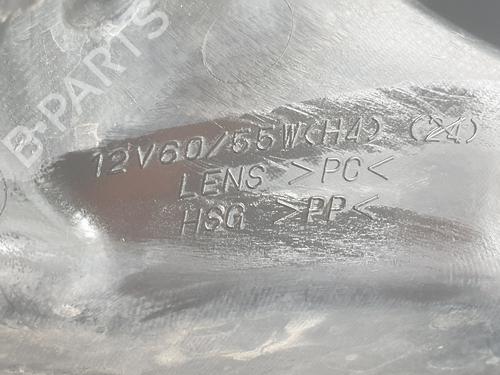 B-PARTS
12V60/55W(H4) (24)
LENS >PC<
HSG >PP<